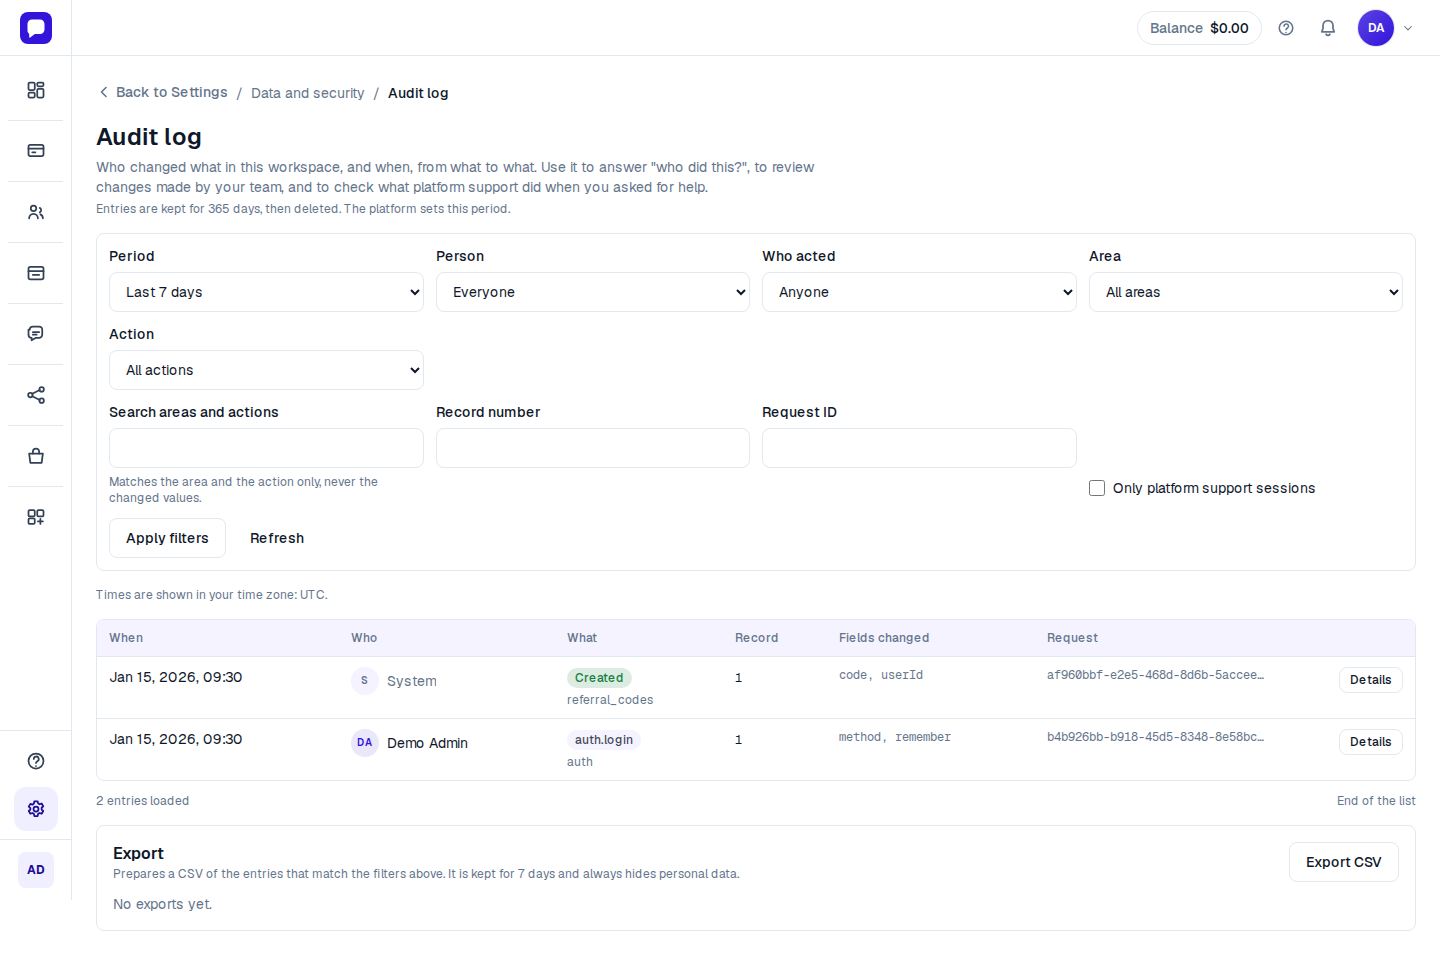 Balance $0.00
DA
Back to Settings / Data and security / Audit log
Audit log
Who changed what in this workspace, and when, from what to what. Use it to answer "who did this?", to review
changes made by your team, and to check what platform support did when you asked for help.
Entries are kept for 365 days, then deleted. The platform sets this period.
Period Person Who acted Area
Last 7 days Everyone Anyone All areas
Action
All actions
Search areas and actions Record number Request ID
Matches the area and the action only, never the
changed values.
Only platform support sessions
Apply filters Refresh
Times are shown in your time zone: UTC.
When Who What Record Fields changed Request
Jan 15, 2026, 09:30 S System Created 1 code, userId af960bbf-e2e5-468d-8d6b-5accee… Details
referral_codes
Jan 15, 2026, 09:30 DA Demo Admin auth.login 1 method, remember b4b926bb-b918-45d5-8348-8e58bc… Details
auth
2 entries loaded End of the list
Export
Prepares a CSV of the entries that match the filters above. It is kept for 7 days and always hides personal data.
Export CSV
No exports yet.
AD